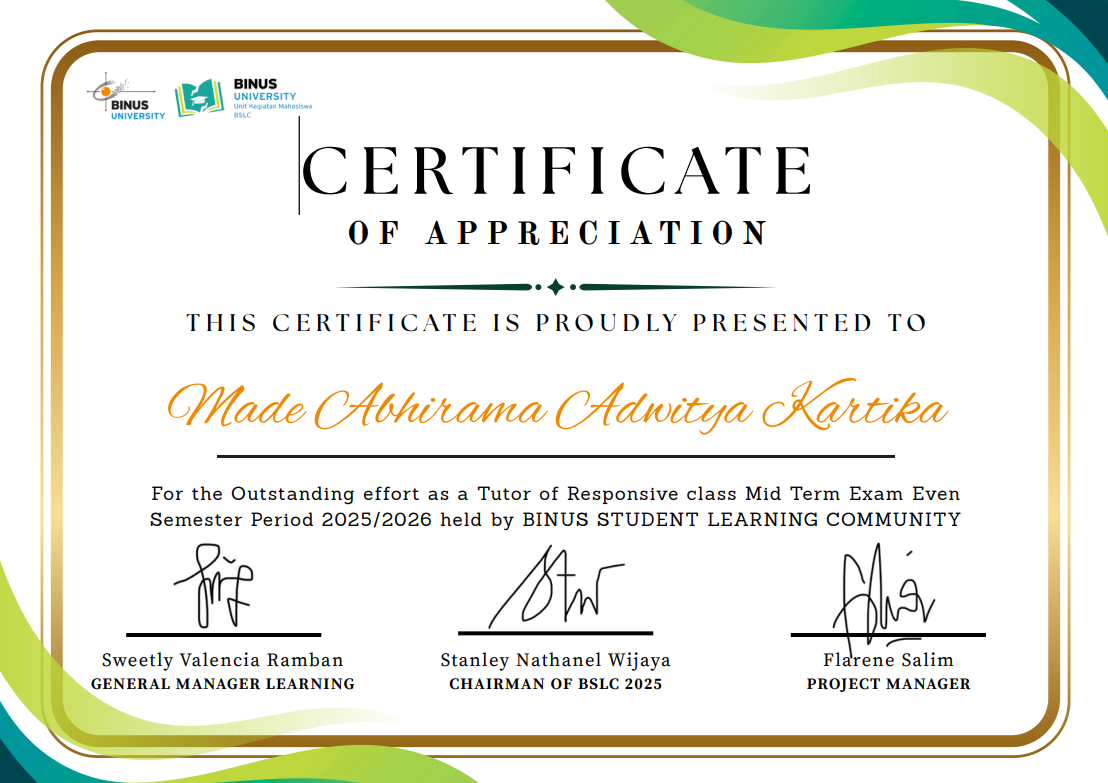 BINUS
UNIVERSITY
BINUS
UNIVERSITY
Unit Kegiatan Mahasiswa
BSLC
CERTIFICATE
OF APPRECIATION
THIS CERTIFICATE IS PROUDLY PRESENTED TO
Made Abhirama Adwitya Kartika
For the Outstanding effort as a Tutor of Responsive class Mid Term Exam Even
Semester Period 2025/2026 held by BINUS STUDENT LEARNING COMMUNITY
Sweetly Valencia Ramban
GENERAL MANAGER LEARNING
Stanley Nathanel Wijaya
CHAIRMAN OF BSLC 2025
Flarene Salim
PROJECT MANAGER